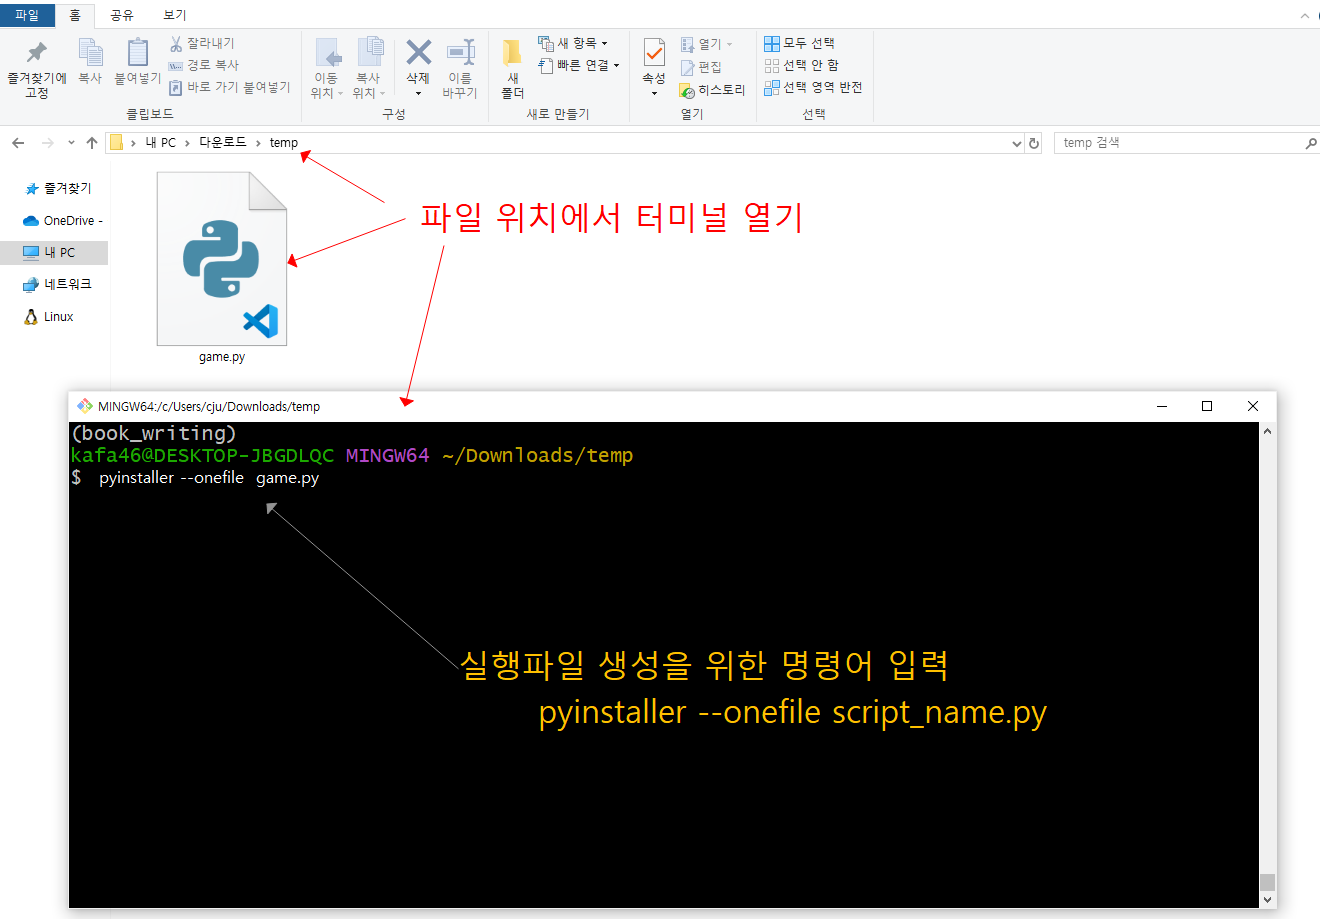 파일 홈 공유 보기
즐겨찾기에
고정
복사
붙여넣기
잘라내기
경로 복사
바로 가기 붙여넣기
클립보드
이동
위치
복사
위치
삭제
이름
바꾸기
구성
새
폴더
새 항목
빠른 연결
새로 만들기
속성
열기
편집
히스토리
열기
모두 선택
선택 안 함
선택 영역 반전
선택
내 PC 다운로드 temp
temp 검색
즐겨찾기
OneDrive -
내 PC
네트워크
Linux
game.py
파일 위치에서 터미널 열기
MINGW64:/c/Users/cju/Downloads/temp
(book_writing)
kafa46@DESKTOP-JBGDLQC MINGW64 ~/Downloads/temp
$ pyinstaller --onefile game.py
실행파일 생성을 위한 명령어 입력
pyinstaller --onefile script_name.py